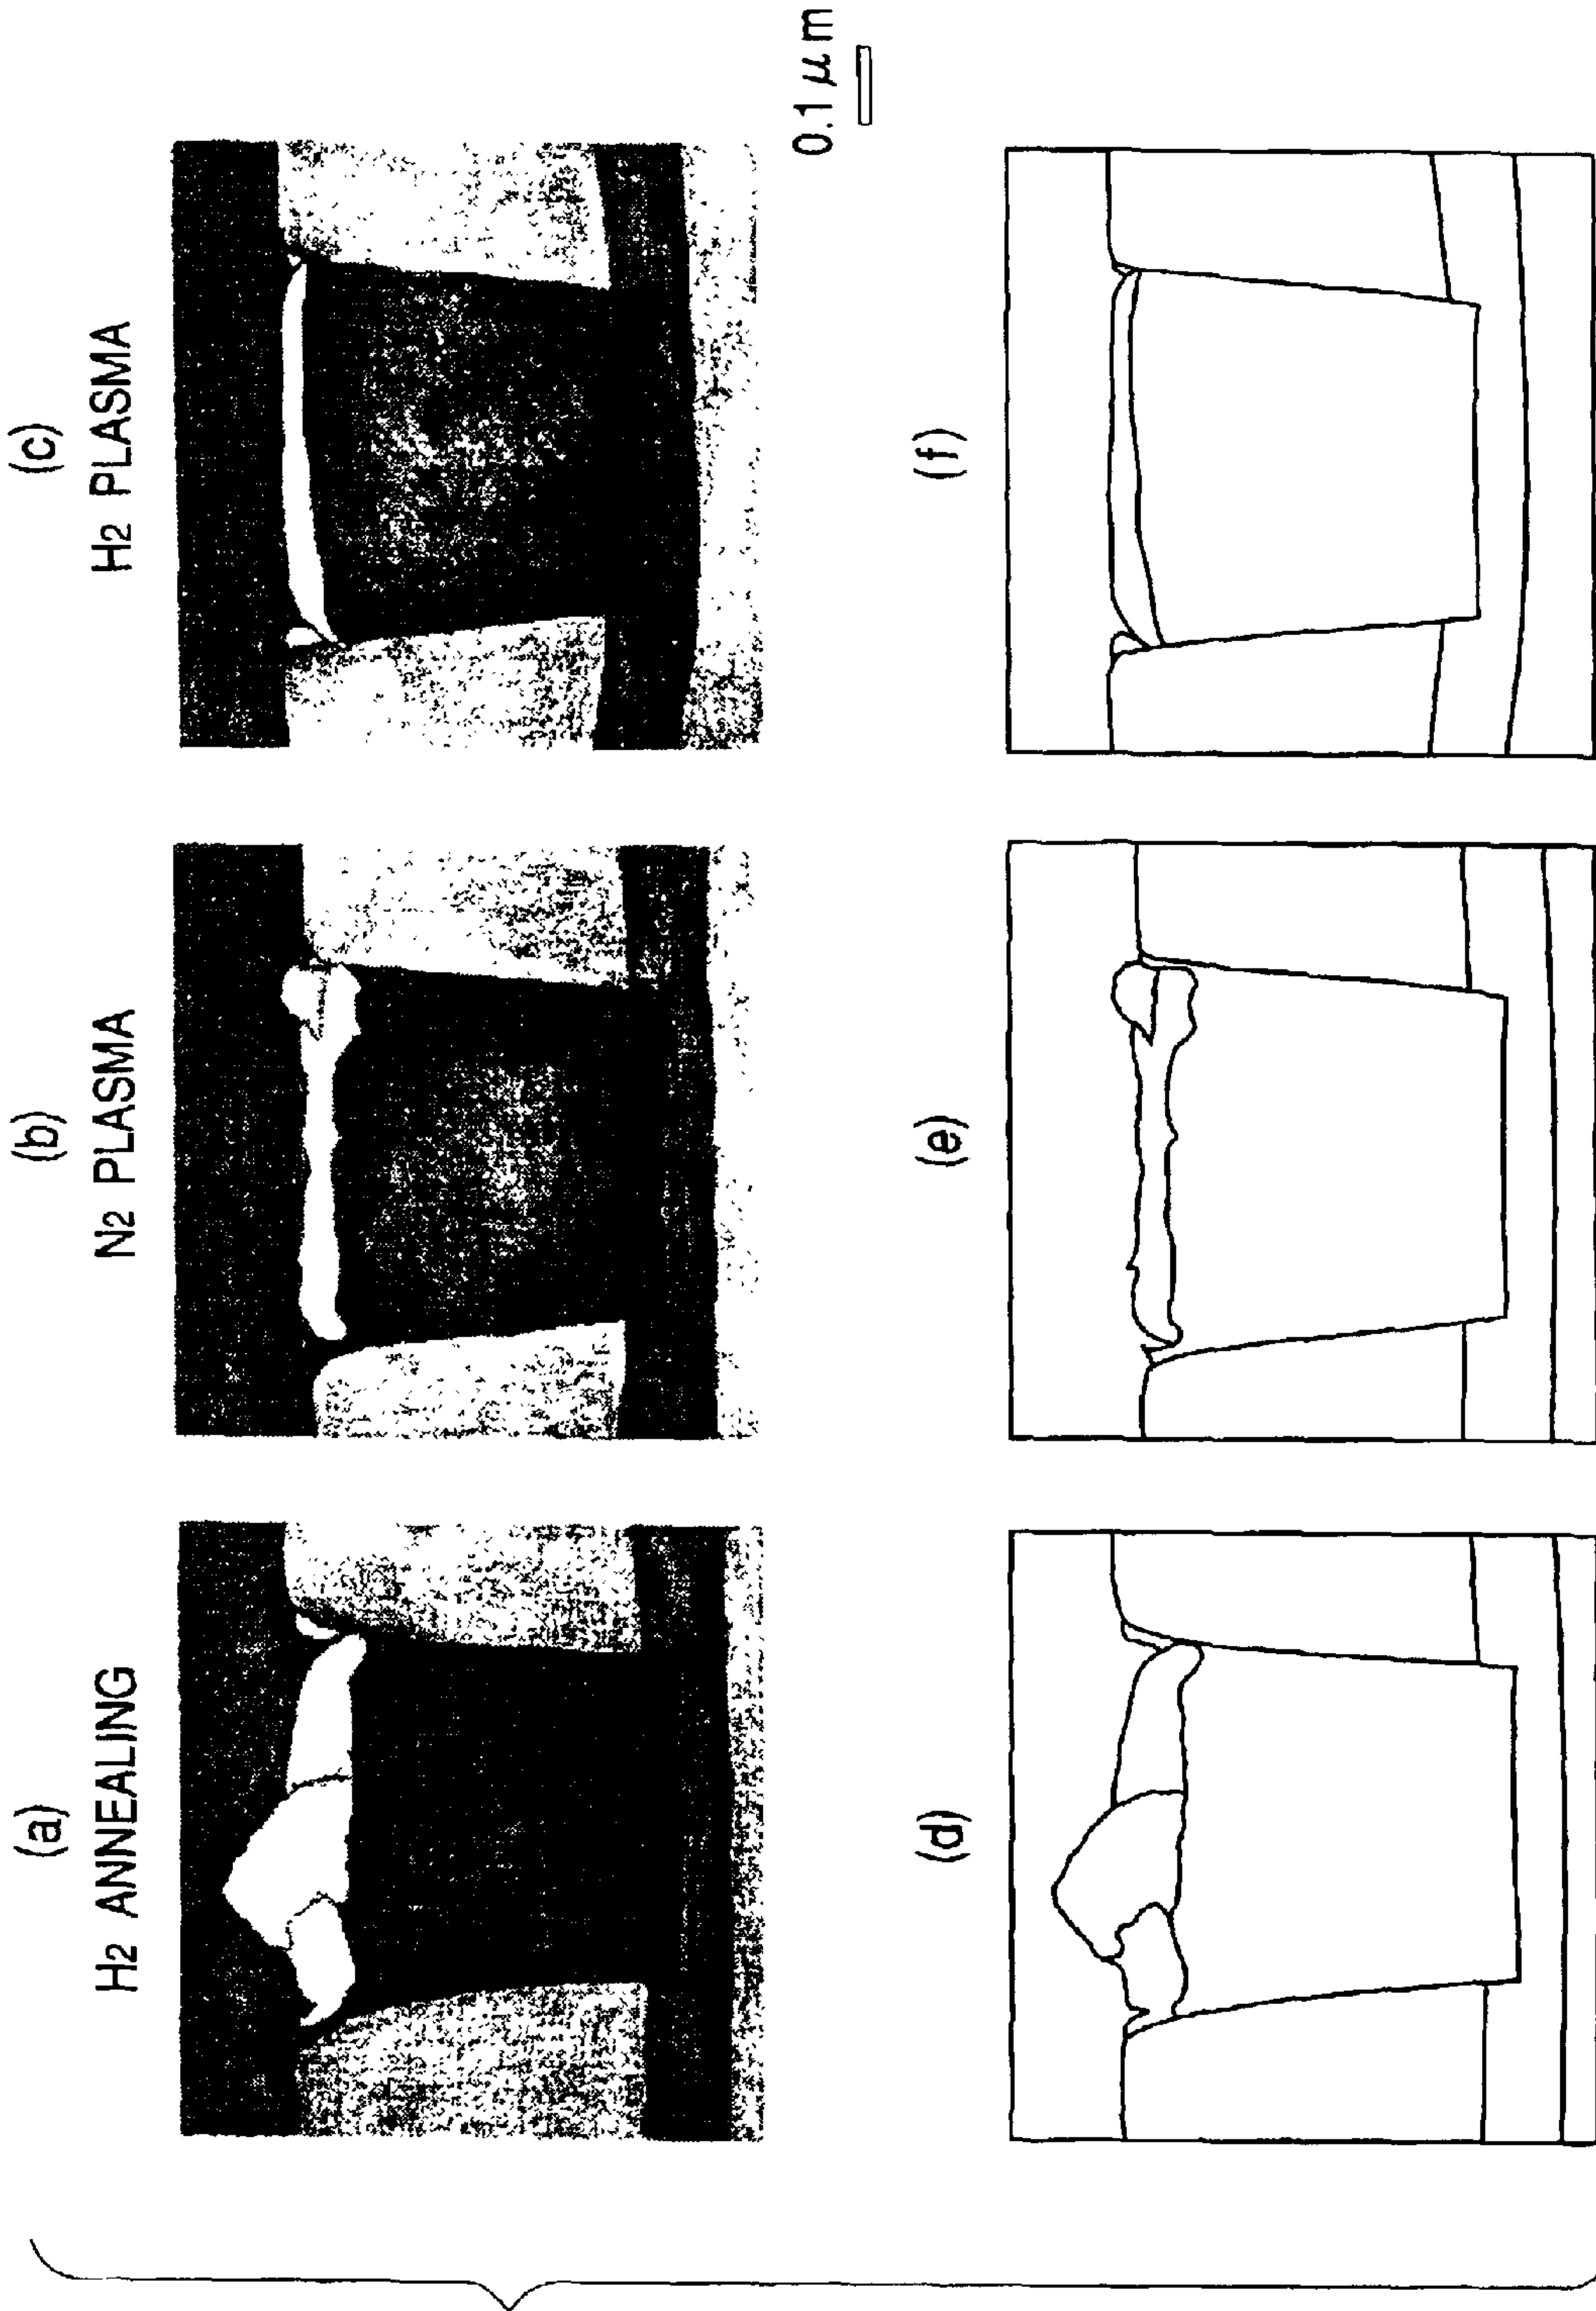 (a)
H2 ANNEALING
(b)
N2 PLASMA
(c)
H2 PLASMA
0.1 μm
(d)
(e)
(f)